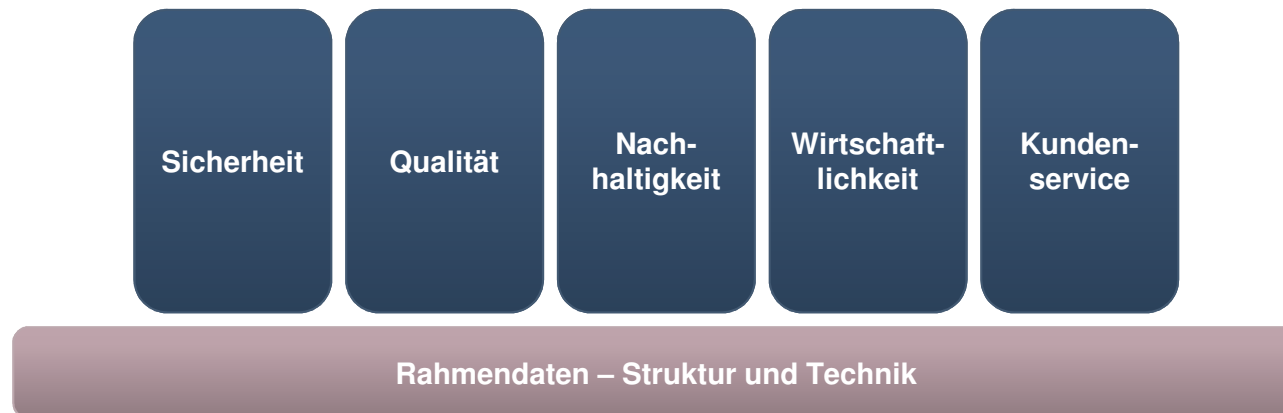 Sicherheit
Qualität
Nach-
haltigkeit
Wirtschaft-
lichkeit
Kunden-
service
Rahmendaten – Struktur und Technik